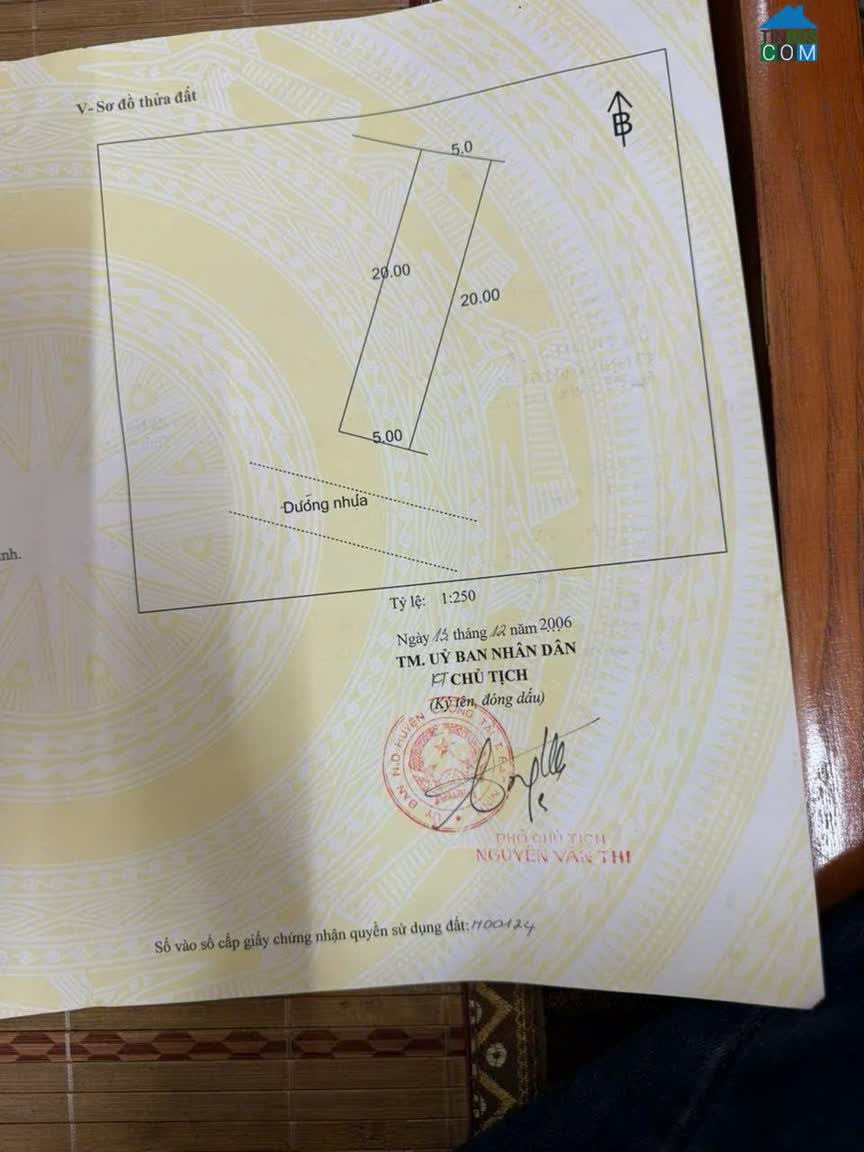 COM
V- Sơ đồ thửa đất
B
5.0
20.00
20.00
5.00
Đường nhựa
nh.
Tỷ lệ: 1:250
Ngày 13 tháng 12 năm 2006
TM. UỶ BAN NHÂN DÂN
KT CHỦ TỊCH
(Ký tên, đóng dấu)
PHÓ CHỦ TỊCH
NGUYỄN VĂN THI
Số vào sổ cấp giấy chứng nhận quyền sử dụng đất: H00124